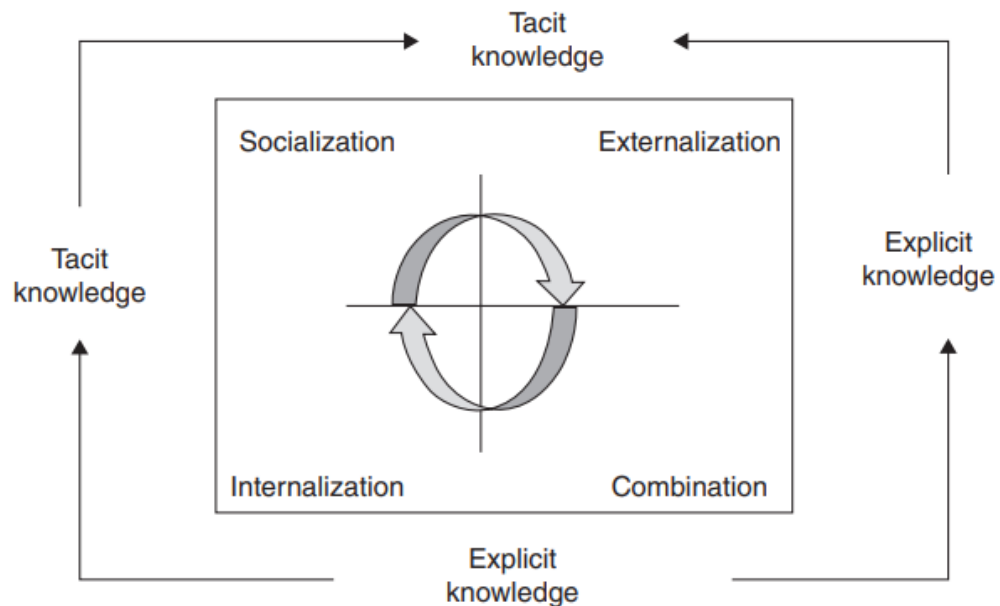 Tacit
knowledge
Socialization
Externalization
Tacit
knowledge
Explicit
knowledge
Internalization
Combination
Explicit
knowledge